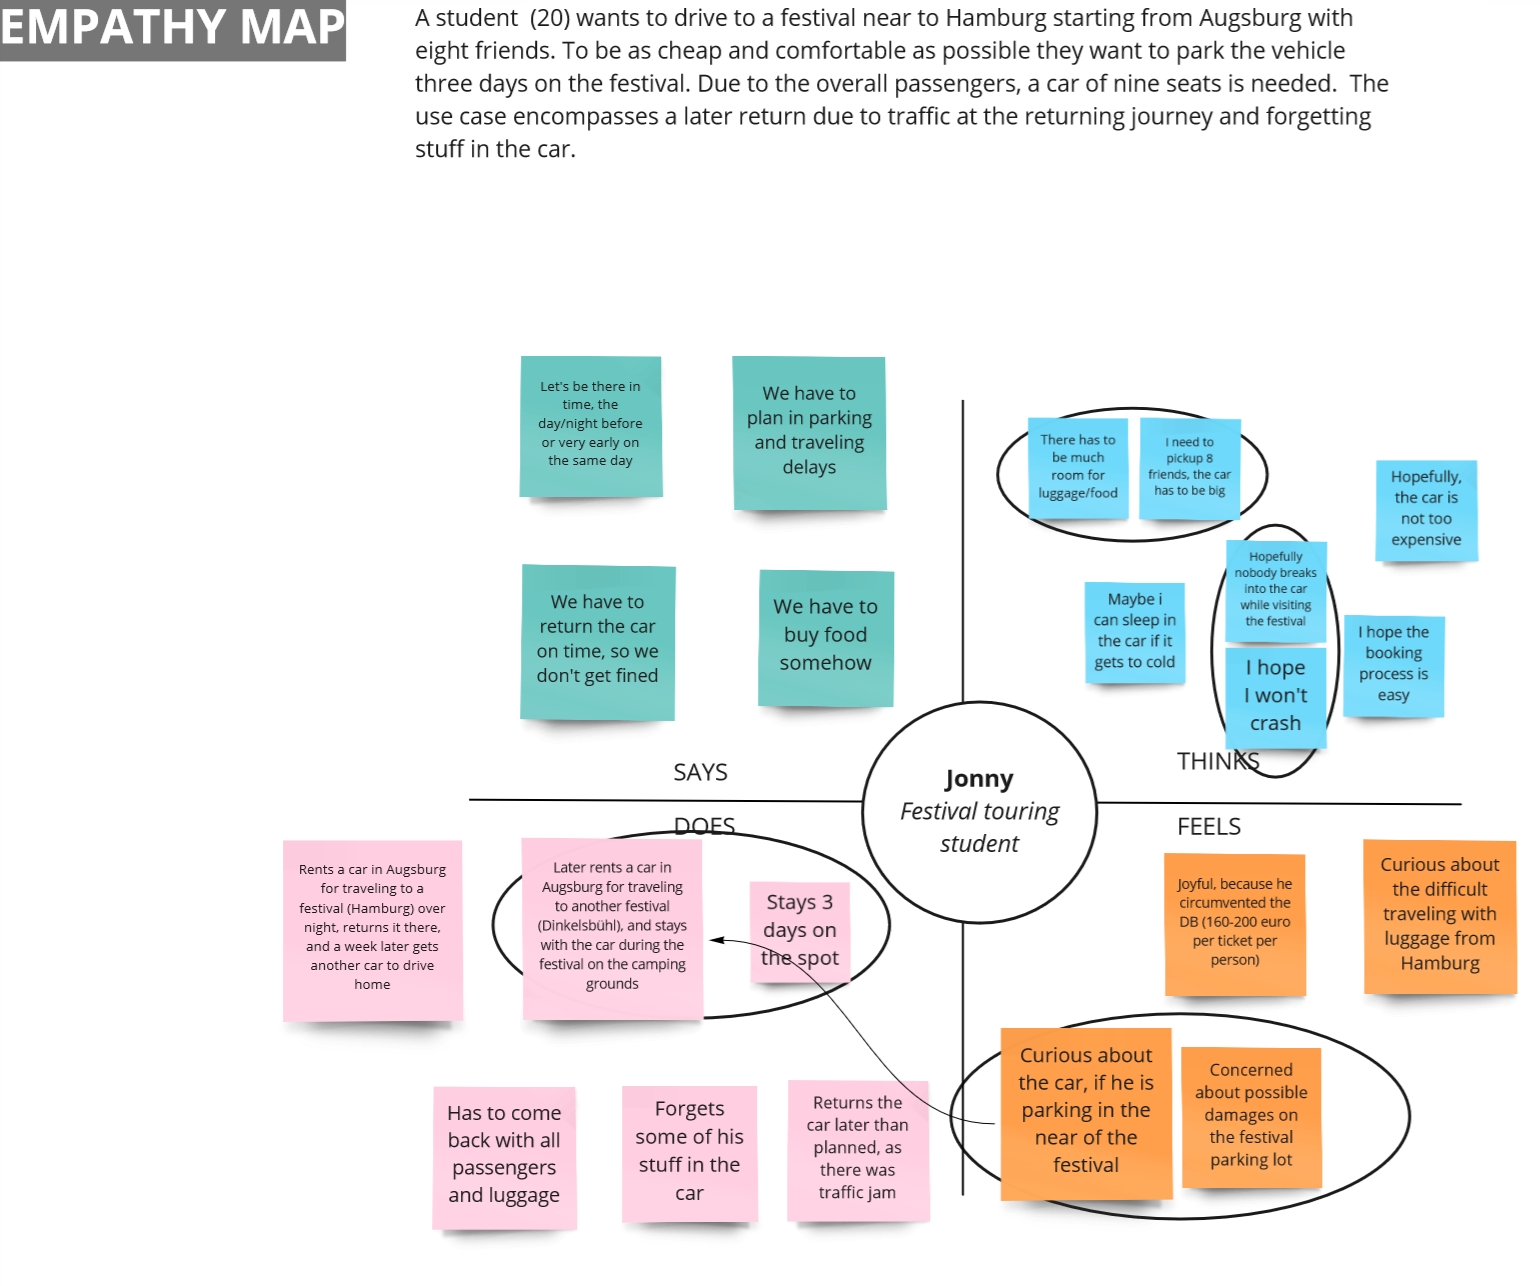 EMPATHY MAP
A student  (20) wants to drive to a festival near to Hamburg starting from Augsburg with
eight friends. To be as cheap and comfortable as possible they want to park the vehicle
three days on the festival. Due to the overall passengers, a car of nine seats is needed.  The
use case encompasses a later return due to traffic at the returning journey and forgetting
stuff in the car.
Let's be there in
time, the
day/night before
or very early on
the same day
We have to
plan in parking
and traveling
delays
We have to
return the car
on time, so we
don't get fined
We have to
buy food
somehow
SAYS
There has to
be much
room for
luggage/food
I need to
pickup 8
friends, the car
has to be big
Hopefully,
the car is
not too
expensive
Hopefully
nobody breaks
into the car
while visiting
the festival
Maybe i
can sleep in
the car if it
gets to cold
I hope the
booking
process is
easy
I hope
I won't
crash
THINKS
Jonny
Festival touring
student
DOES
Rents a car in Augsburg
for traveling to a
festival (Hamburg) over
night, returns it there,
and a week later gets
another car to drive
home
Later rents a car in
Augsburg for traveling
to another festival
(Dinkelsbühl), and stays
with the car during the
festival on the camping
grounds
Stays 3
days on
the spot
Has to come
back with all
passengers
and luggage
Forgets
some of his
stuff in the
car
Returns the
car later than
planned, as
there was
traffic jam
FEELS
Joyful, because he
circumvented the
DB (160-200 euro
per ticket per
person)
Curious about
the difficult
traveling with
luggage from
Hamburg
Curious about
the car, if he is
parking in the
near of the
festival
Concerned
about possible
damages on
the festival
parking lot